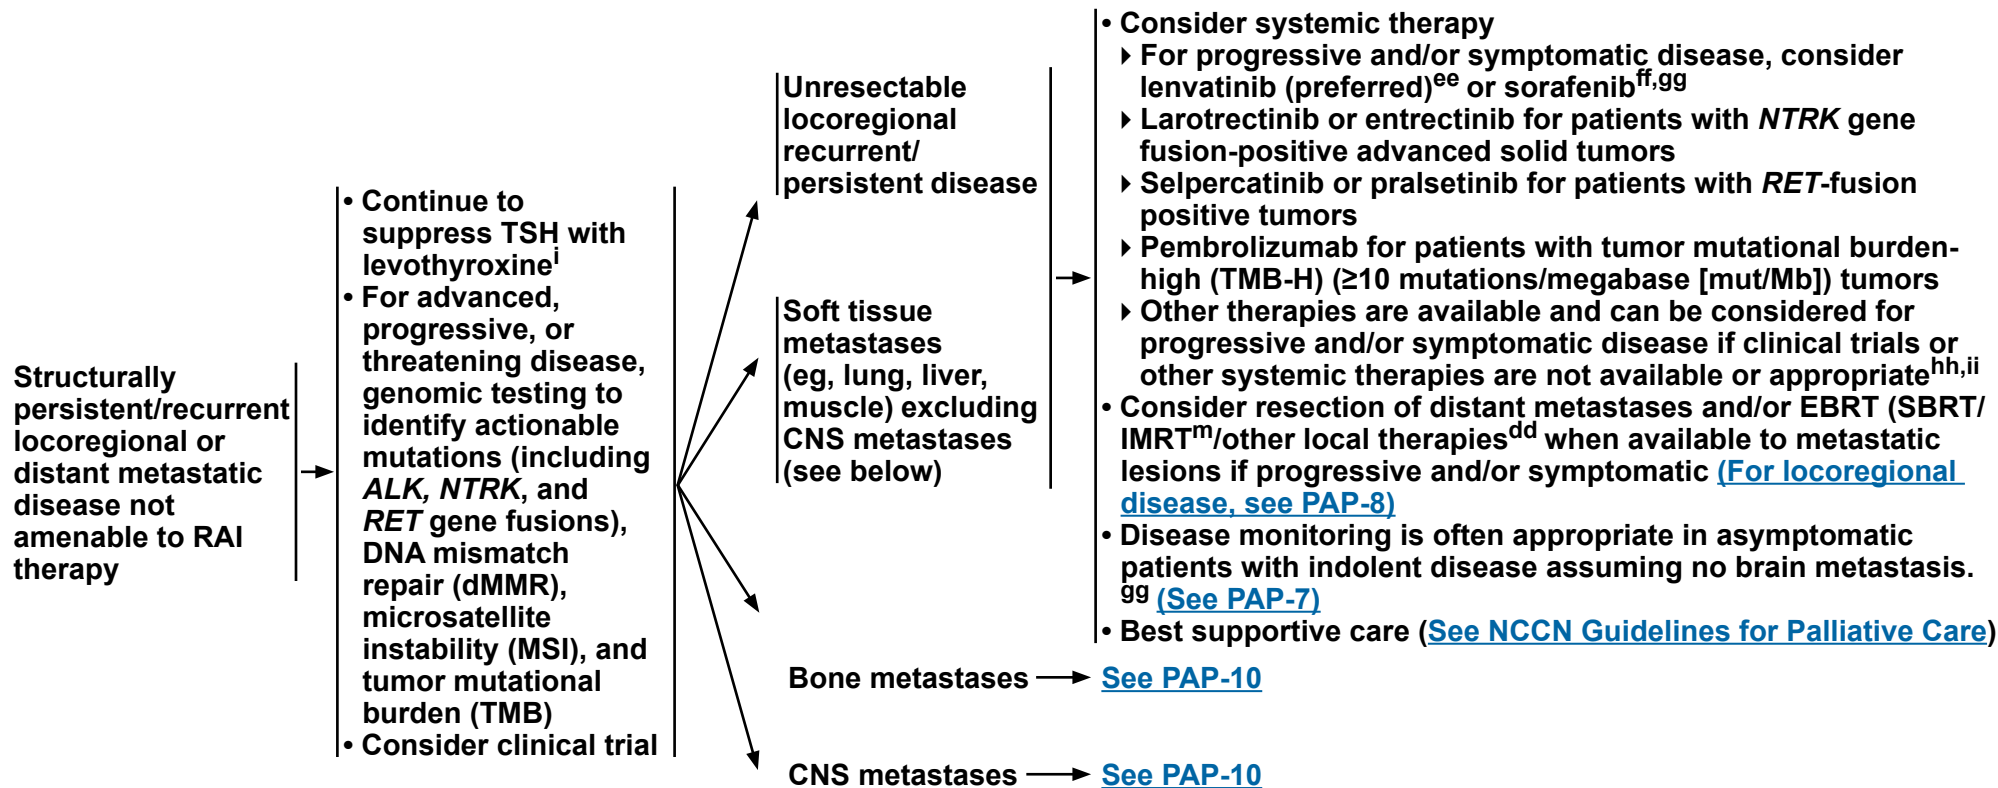 Structurally
persistent/recurrent
locoregional or
distant metastatic
disease not
amenable to RAI
therapy
• Continue to
suppress TSH with
levothyroxineⁱ
• For advanced,
progressive, or
threatening disease,
genomic testing to
identify actionable
mutations (including
ALK, NTRK, and
RET gene fusions),
DNA mismatch
repair (dMMR),
microsatellite
instability (MSI), and
tumor mutational
burden (TMB)
• Consider clinical trial
Unresectable
locoregional
recurrent/
persistent disease
Soft tissue
metastases
(eg, lung, liver,
muscle) excluding
CNS metastases
(see below)
• Consider systemic therapy
▸ For progressive and/or symptomatic disease, consider
lenvatinib (preferred)ee or sorafenibff,gg
▸ Larotrectinib or entrectinib for patients with NTRK gene
fusion-positive advanced solid tumors
▸ Selpercatinib or pralsetinib for patients with RET-fusion
positive tumors
▸ Pembrolizumab for patients with tumor mutational burden-
high (TMB-H) (≥10 mutations/megabase [mut/Mb]) tumors
▸ Other therapies are available and can be considered for
progressive and/or symptomatic disease if clinical trials or
other systemic therapies are not available or appropriatehh,ii
• Consider resection of distant metastases and/or EBRT (SBRT/
IMRTm/other local therapiesdd when available to metastatic
lesions if progressive and/or symptomatic (For locoregional
disease, see PAP-8)
• Disease monitoring is often appropriate in asymptomatic
patients with indolent disease assuming no brain metastasis.
gg (See PAP-7)
• Best supportive care (See NCCN Guidelines for Palliative Care)
Bone metastases
See PAP-10
CNS metastases
See PAP-10